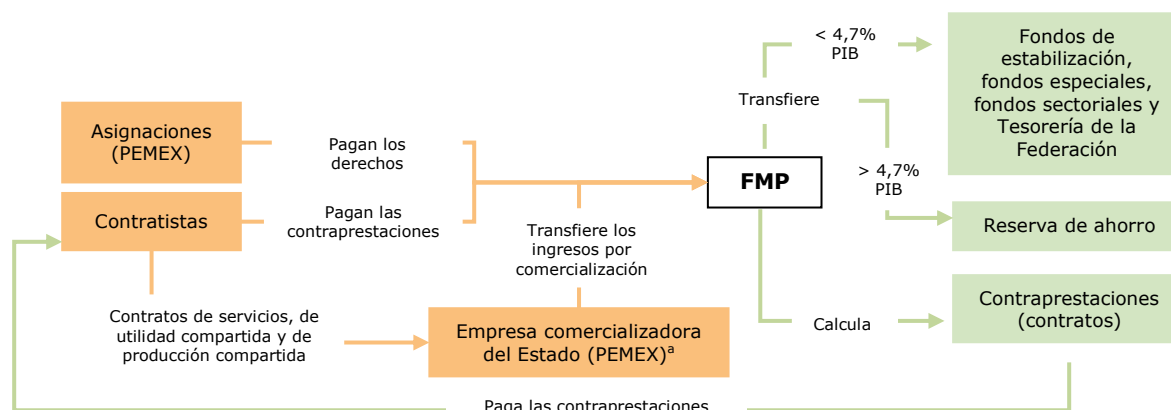 < 4,7%
PIB
Fondos de
estabilización,
fondos especiales,
fondos sectoriales y
Tesorería de la
Federación
Transfiere
Asignaciones
(PEMEX)
Pagan los
derechos
FMP
> 4,7%
PIB
Contratistas
Pagan las
contraprestaciones
Transfiere los
ingresos por
comercialización
Reserva de ahorro
Contratos de servicios, de
utilidad compartida y de
producción compartida
Empresa comercializadora
del Estado (PEMEX)a
Calcula
Contraprestaciones
(contratos)
Paga las contraprestaciones